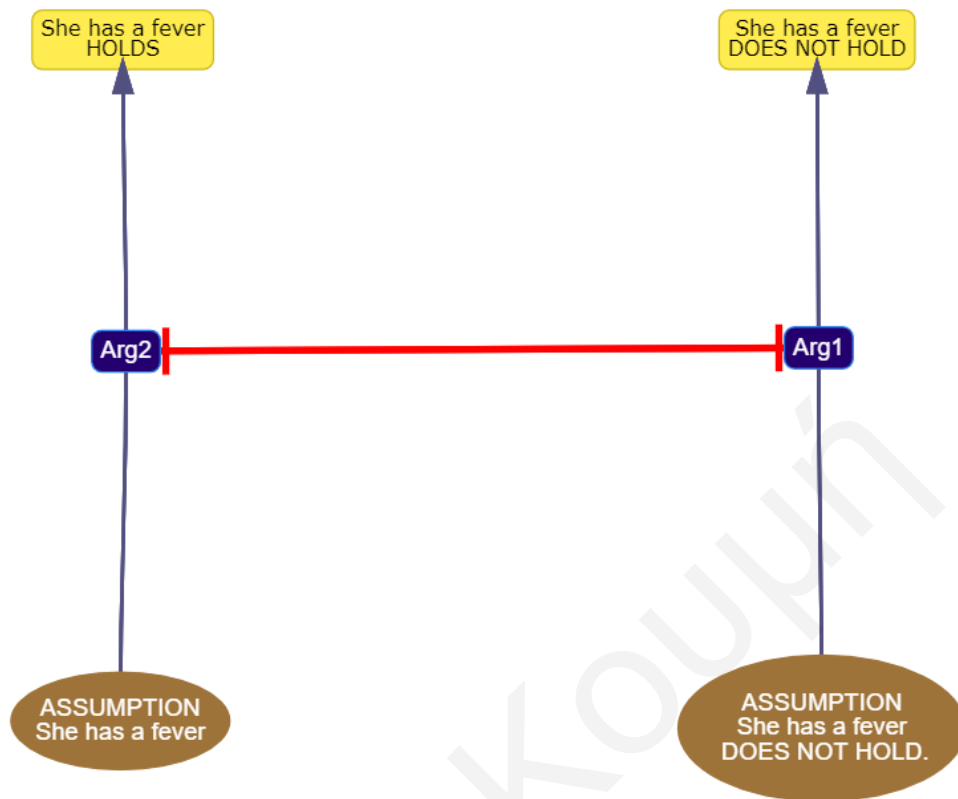 She has a fever
HOLDS
She has a fever
DOES NOT HOLD
Arg2
Arg1
ASSUMPTION
She has a fever
ASSUMPTION
She has a fever
DOES NOT HOLD.
Κουμή